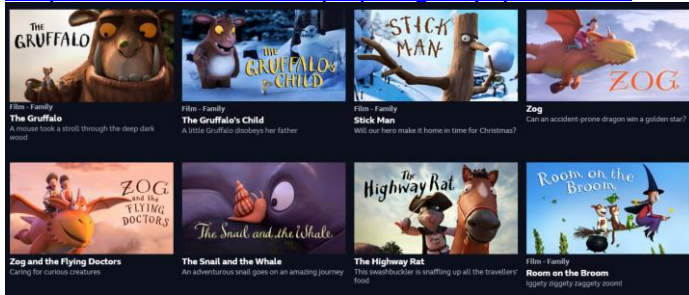 THE
GRUFFALO
THE
GRUFFALO'S
CHILD
STICK
MAN
ZOG
Film - Family
The Gruffalo
A mouse took a stroll through the deep dark
wood
Film - Family
The Gruffalo's Child
A little Gruffalo disobeys her father
Film - Family
Stick Man
Will our hero make it home in time for Christmas?
Zog
Can an accident-prone dragon win a golden star?
ZOG
and the
FLYING
DOCTORS
The Snail and the Whale
The
Highway Rat
Room on the
Broom
Zog and the Flying Doctors
Caring for curious creatures
The Snail and the Whale
An adventurous snail goes on an amazing journey
The Highway Rat
This swashbuckler is snaffling up all the travellers'
food
Film - Family
Room on the Broom
Iggety ziggety zaggety zoom!